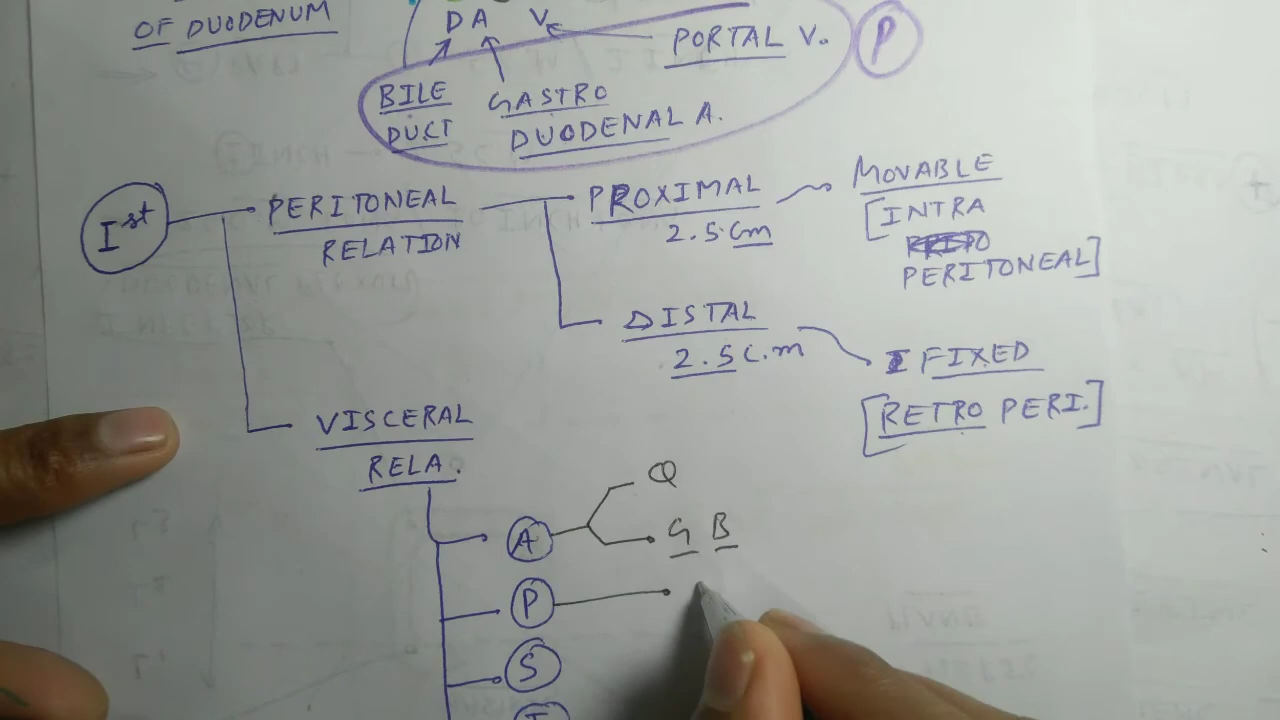 OF DUODENUM
D A V
PORTAL V.
P
BILE
DUCT
GASTRO
DUODENAL A.
Ist
PERITONEAL
RELATION
PROXIMAL
2.5 cm
MOVABLE
[INTRA
PERITONEAL]
DISTAL
2.5 C.m
FIXED
[RETRO PERI.]
VISCERAL
RELA.
A
Q
G B
P
S
I